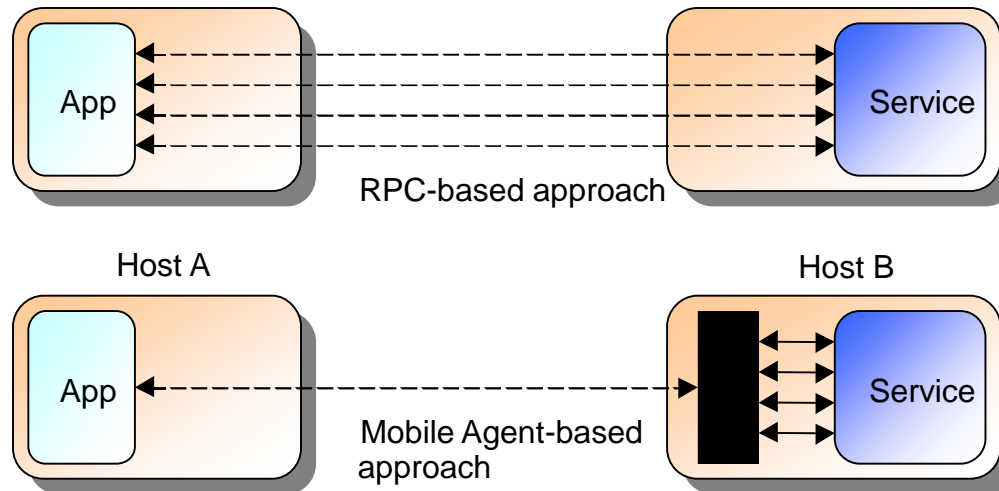 App
Service
RPC-based approach
Host A
Host B
App
Service
Mobile Agent-based
approach